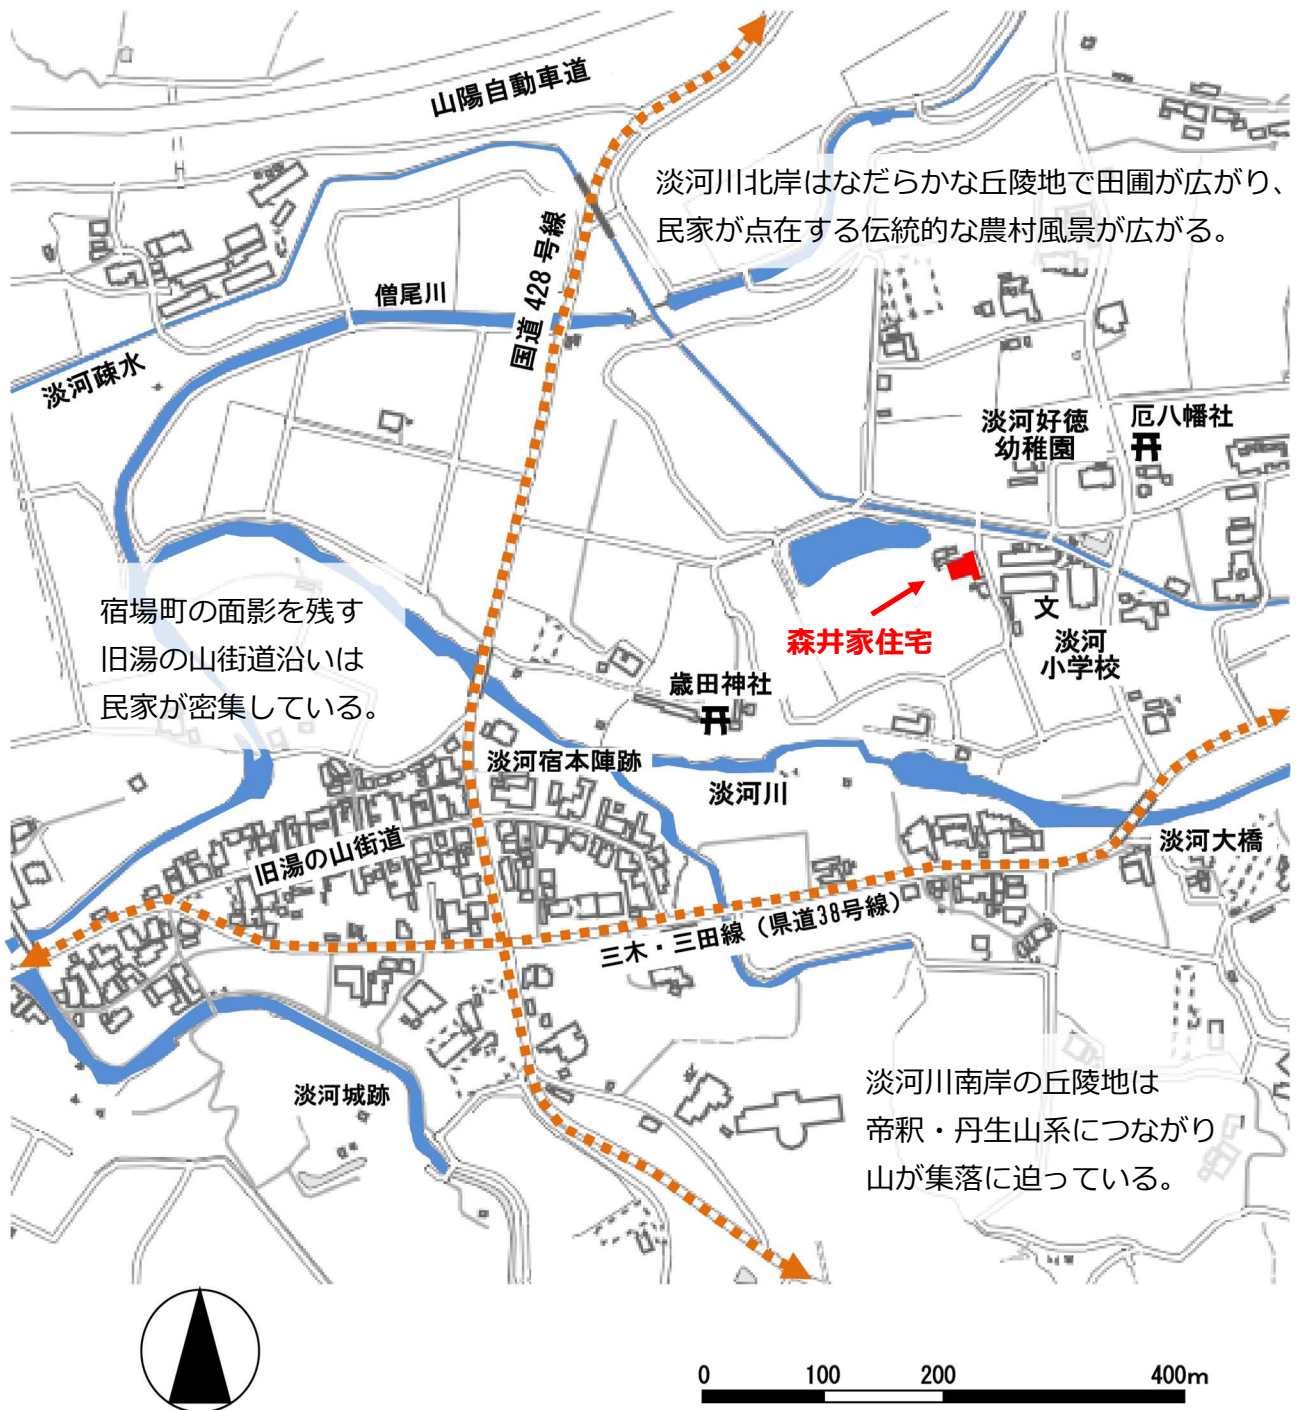 山陽自動車道
淡河川北岸はなだらかな丘陵地で田圃が広がり、
民家が点在する伝統的な農村風景が広がる。
国道 428 号線
僧尾川
淡河疎水
淡河好徳
幼稚園
厄八幡社
宿場町の面影を残す
旧湯の山街道沿いは
民家が密集している。
森井家住宅
文
淡河
小学校
歳田神社
淡河宿本陣跡
淡河川
旧湯の山街道
淡河大橋
三木・三田線（県道38号線）
淡河城跡
淡河川南岸の丘陵地は
帝釈・丹生山系につながり
山が集落に迫っている。
0 100 200 400m